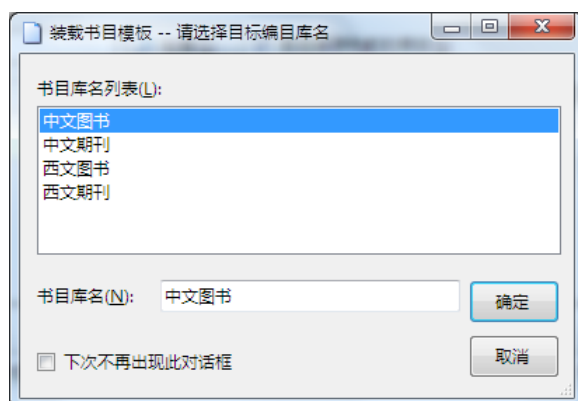 装载书目模板 -- 请选择目标编目库名
书目库名列表(L):
中文图书
中文期刊
西文图书
西文期刊
书目库名(N): 中文图书
确定
下次不再出现此对话框
取消